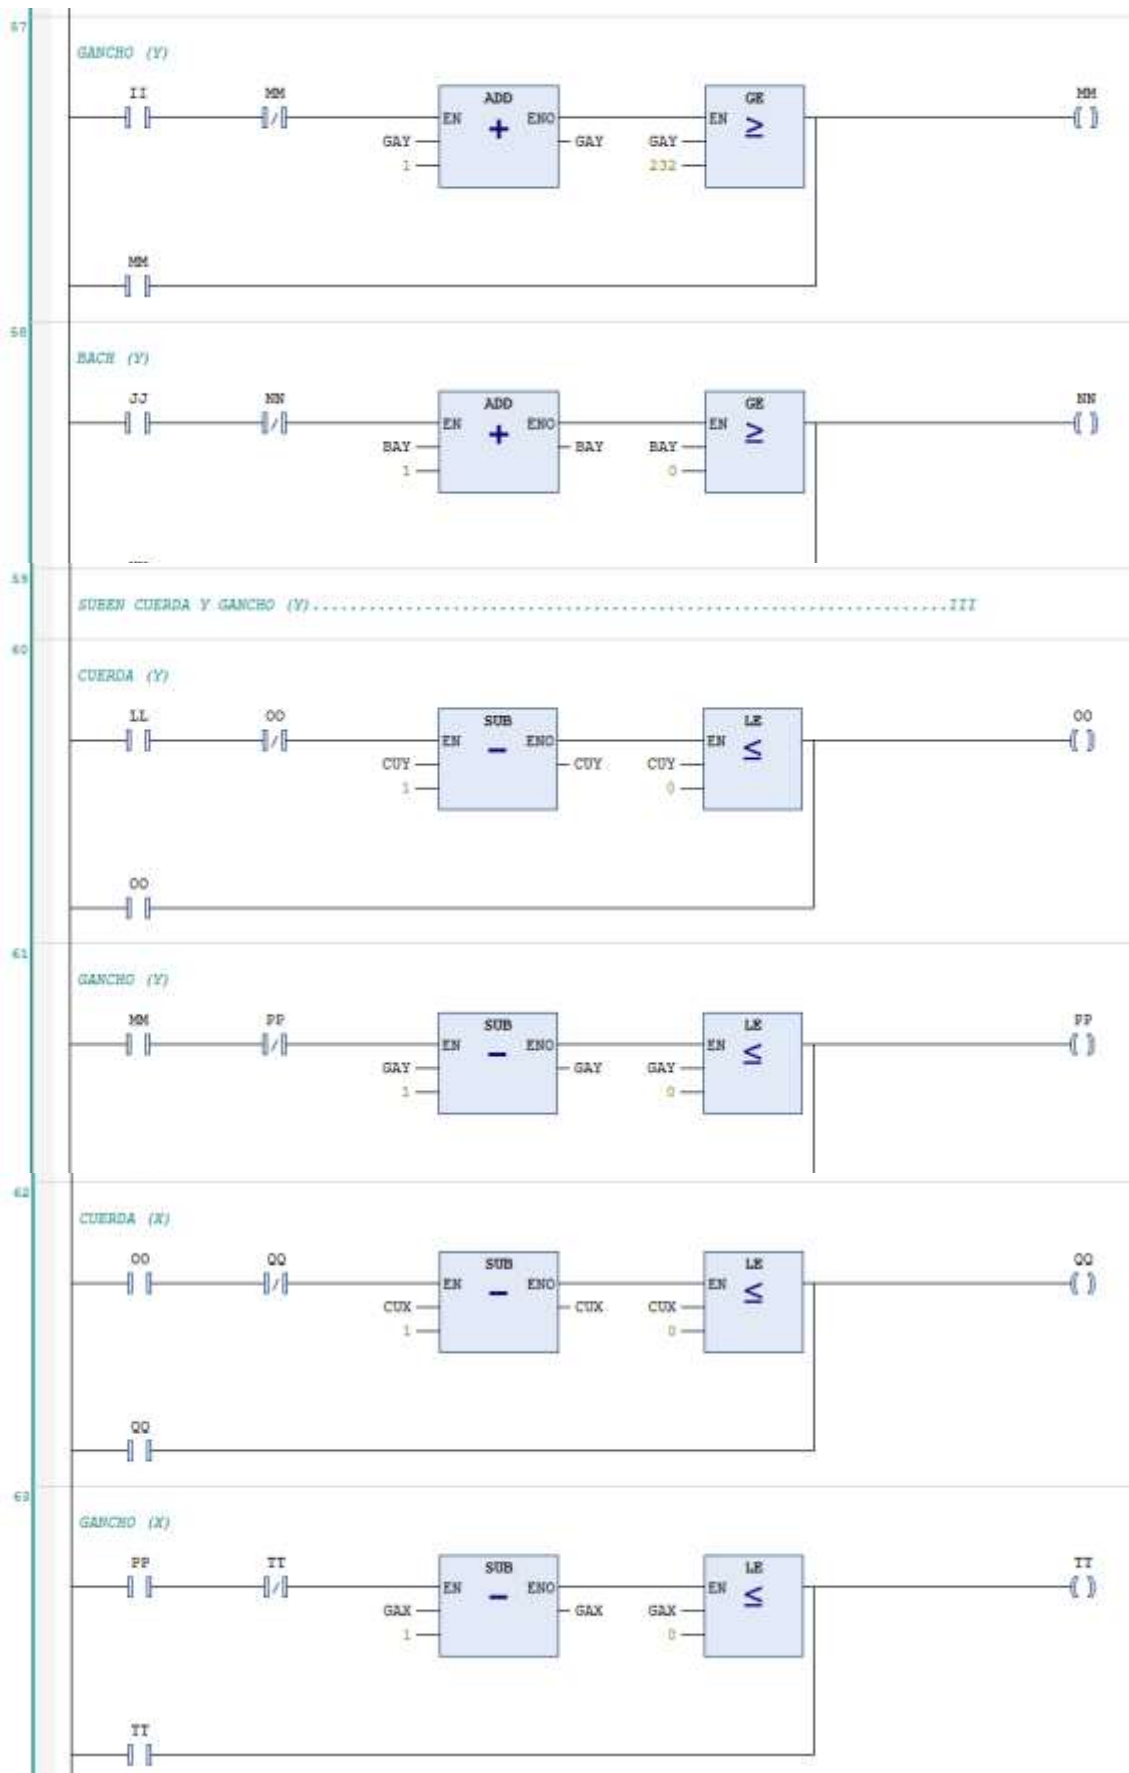 57
GANCHO (Y)
II MM ADD GE MM
EN ENO EN
+ ≥
GAY GAY GAY
1 232
MM
58
BACH (Y)
JJ NN ADD GE NN
EN ENO EN
+ ≥
BAY BAY BAY
1 0
59
SUBEN CUERDA Y GANCHO (Y)......................................................................III
60
CUERDA (Y)
LL OO SUB LE OO
EN ENO EN
− ≤
CUY CUY CUY
1 0
OO
61
GANCHO (Y)
MM PP SUB LE PP
EN ENO EN
− ≤
GAY GAY GAY
1 0
62
CUERDA (X)
OO QQ SUB LE QQ
EN ENO EN
− ≤
CUX CUX CUX
1 0
QQ
63
GANCHO (X)
PP TT SUB LE TT
EN ENO EN
− ≤
GAX GAX GAX
1 0
TT